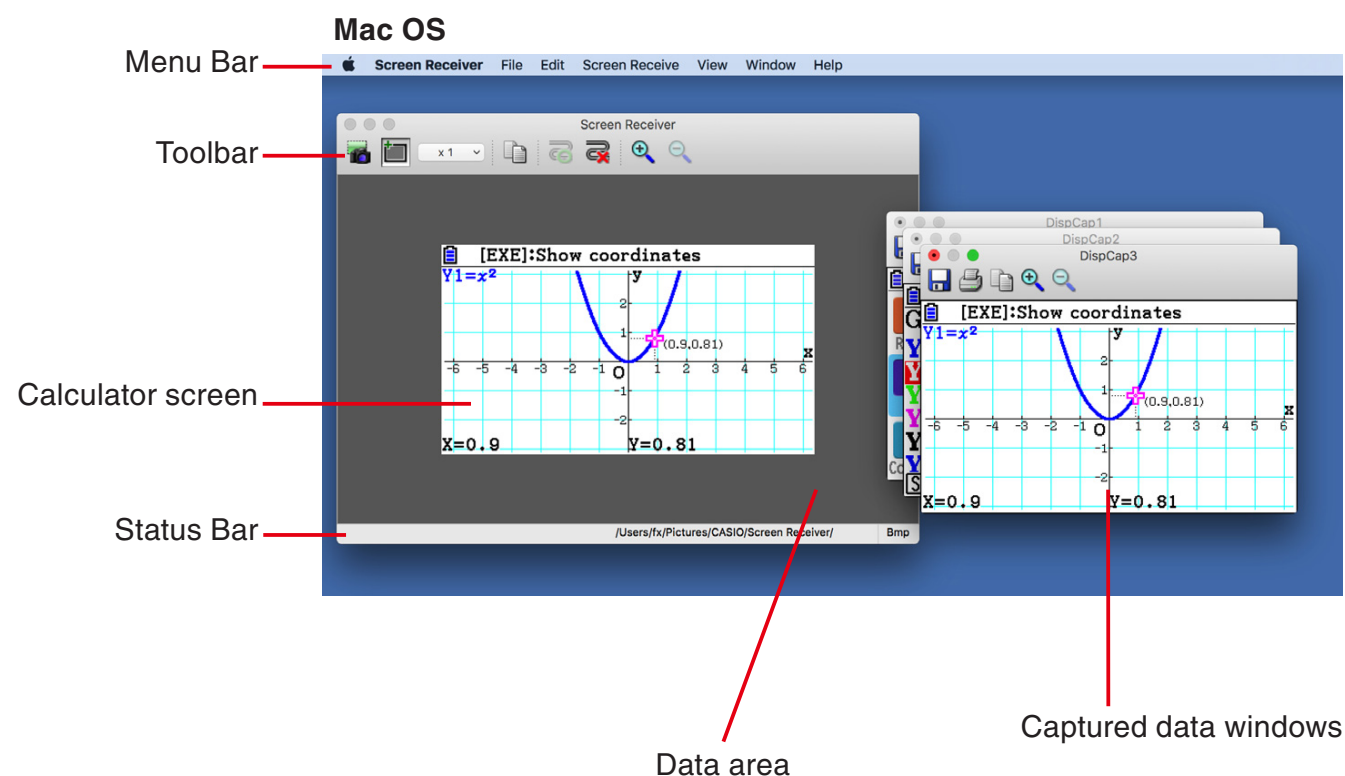 Mac OS
Menu Bar
Screen Receiver File Edit Screen Receive View Window Help
Screen Receiver
Toolbar
x 1
DispCap1
DispCap2
DispCap3
[EXE]:Show coordinates
Y1=x²
y
2
1
(0.9,0.81)
x
-6 -5 -4 -3 -2 -1 O 1 2 3 4 5 6
-1
-2
X=0.9 Y=0.81
[EXE]:Show coordinates
Y1=x²
y
2
1
(0.9,0.81)
x
-6 -5 -4 -3 -2 -1 O 1 2 3 4 5 6
-1
-2
X=0.9 Y=0.81
G
R
Y
Y
Y
Y
Y
Y
Co
S
Calculator screen
Status Bar
/Users/fx/Pictures/CASIO/Screen Receiver/ Bmp
Captured data windows
Data area